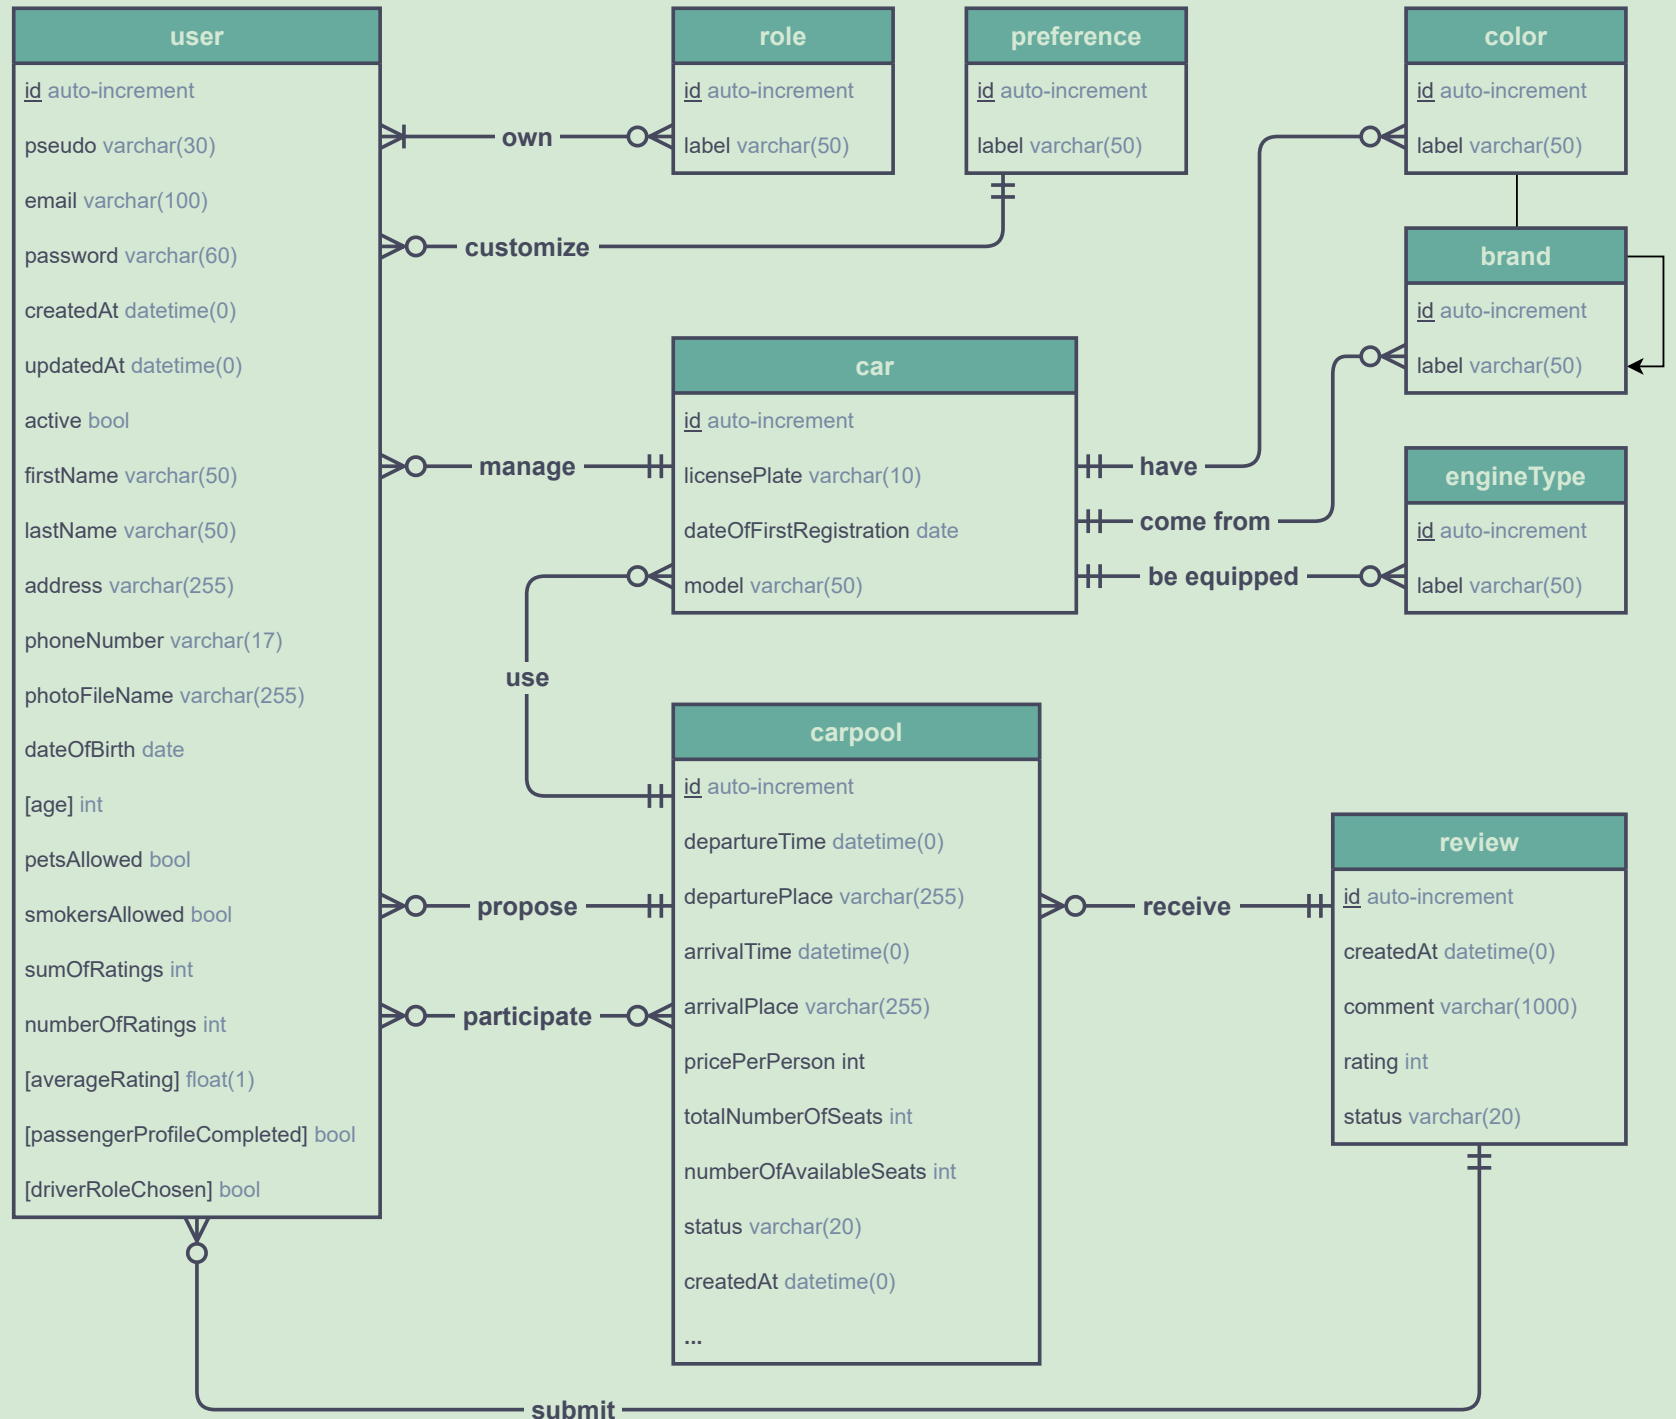 user
id auto-increment
pseudo varchar(30)
email varchar(100)
password varchar(60)
createdAt datetime(0)
updatedAt datetime(0)
active bool
firstName varchar(50)
lastName varchar(50)
address varchar(255)
phoneNumber varchar(17)
photoFileName varchar(255)
dateOfBirth date
[age] int
petsAllowed bool
smokersAllowed bool
sumOfRatings int
numberOfRatings int
[averageRating] float(1)
[passengerProfileCompleted] bool
[driverRoleChosen] bool
own
customize
manage
use
propose
participate
submit
role
id auto-increment
label varchar(50)
preference
id auto-increment
label varchar(50)
car
id auto-increment
licensePlate varchar(10)
dateOfFirstRegistration date
model varchar(50)
carpool
id auto-increment
departureTime datetime(0)
departurePlace varchar(255)
arrivalTime datetime(0)
arrivalPlace varchar(255)
pricePerPerson int
totalNumberOfSeats int
numberOfAvailableSeats int
status varchar(20)
createdAt datetime(0)
...
have
come from
be equipped
receive
color
id auto-increment
label varchar(50)
brand
id auto-increment
label varchar(50)
engineType
id auto-increment
label varchar(50)
review
id auto-increment
createdAt datetime(0)
comment varchar(1000)
rating int
status varchar(20)